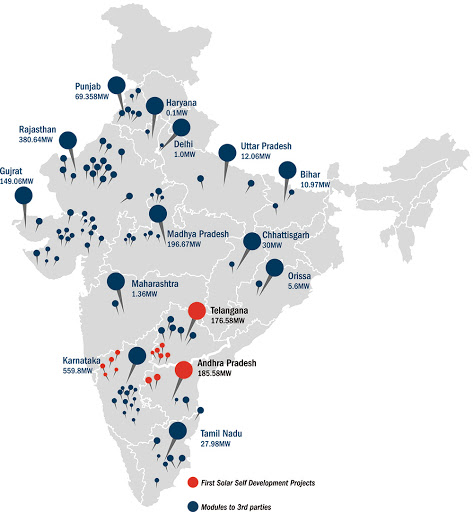 Punjab
69.358MW
Haryana
0.1MW
Rajasthan
380.64MW
Delhi
1.0MW
Uttar Pradesh
12.06MW
Gujrat
149.06MW
Bihar
10.97MW
Madhya Pradesh
196.67MW
Chhattisgarh
30MW
Orissa
5.6MW
Maharashtra
1.36MW
Telangana
176.58MW
Karnataka
559.8MW
Andhra Pradesh
185.58MW
Tamil Nadu
27.98MW
First Solar Self Development Projects
Modules to 3rd parties